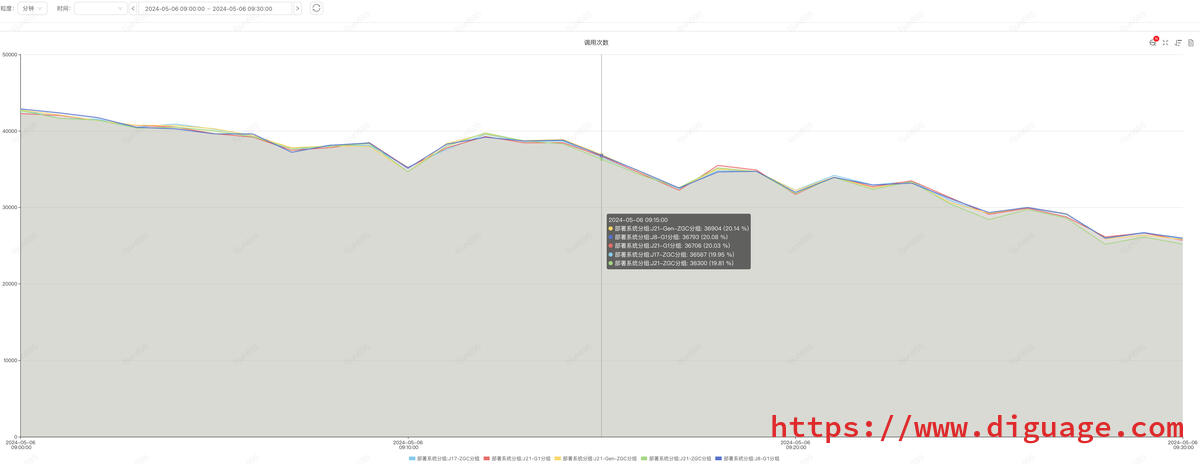 粒度: 分钟 时间: 2024-05-06 09:00:00 ~ 2024-05-06 09:30:00
调用次数
50000
40000
30000
20000
10000
0
2024-05-06 09:15:00
部署系统分组:J21-Gen-ZGC分组: 36904 (20.14 %)
部署系统分组:J8-G1分组: 36793 (20.08 %)
部署系统分组:J21-G1分组: 36706 (20.03 %)
部署系统分组:J17-ZGC分组: 36567 (19.95 %)
部署系统分组:J21-ZGC分组: 36300 (19.81 %)
https://www.diguage.com
2024-05-06 2024-05-06 2024-05-06 2024-05-06
09:00:00 09:10:00 09:20:00 09:30:00
部署系统分组:J17-ZGC分组 部署系统分组:J21-G1分组 部署系统分组:J21-Gen-ZGC分组 部署系统分组:J21-ZGC分组 部署系统分组:J8-G1分组